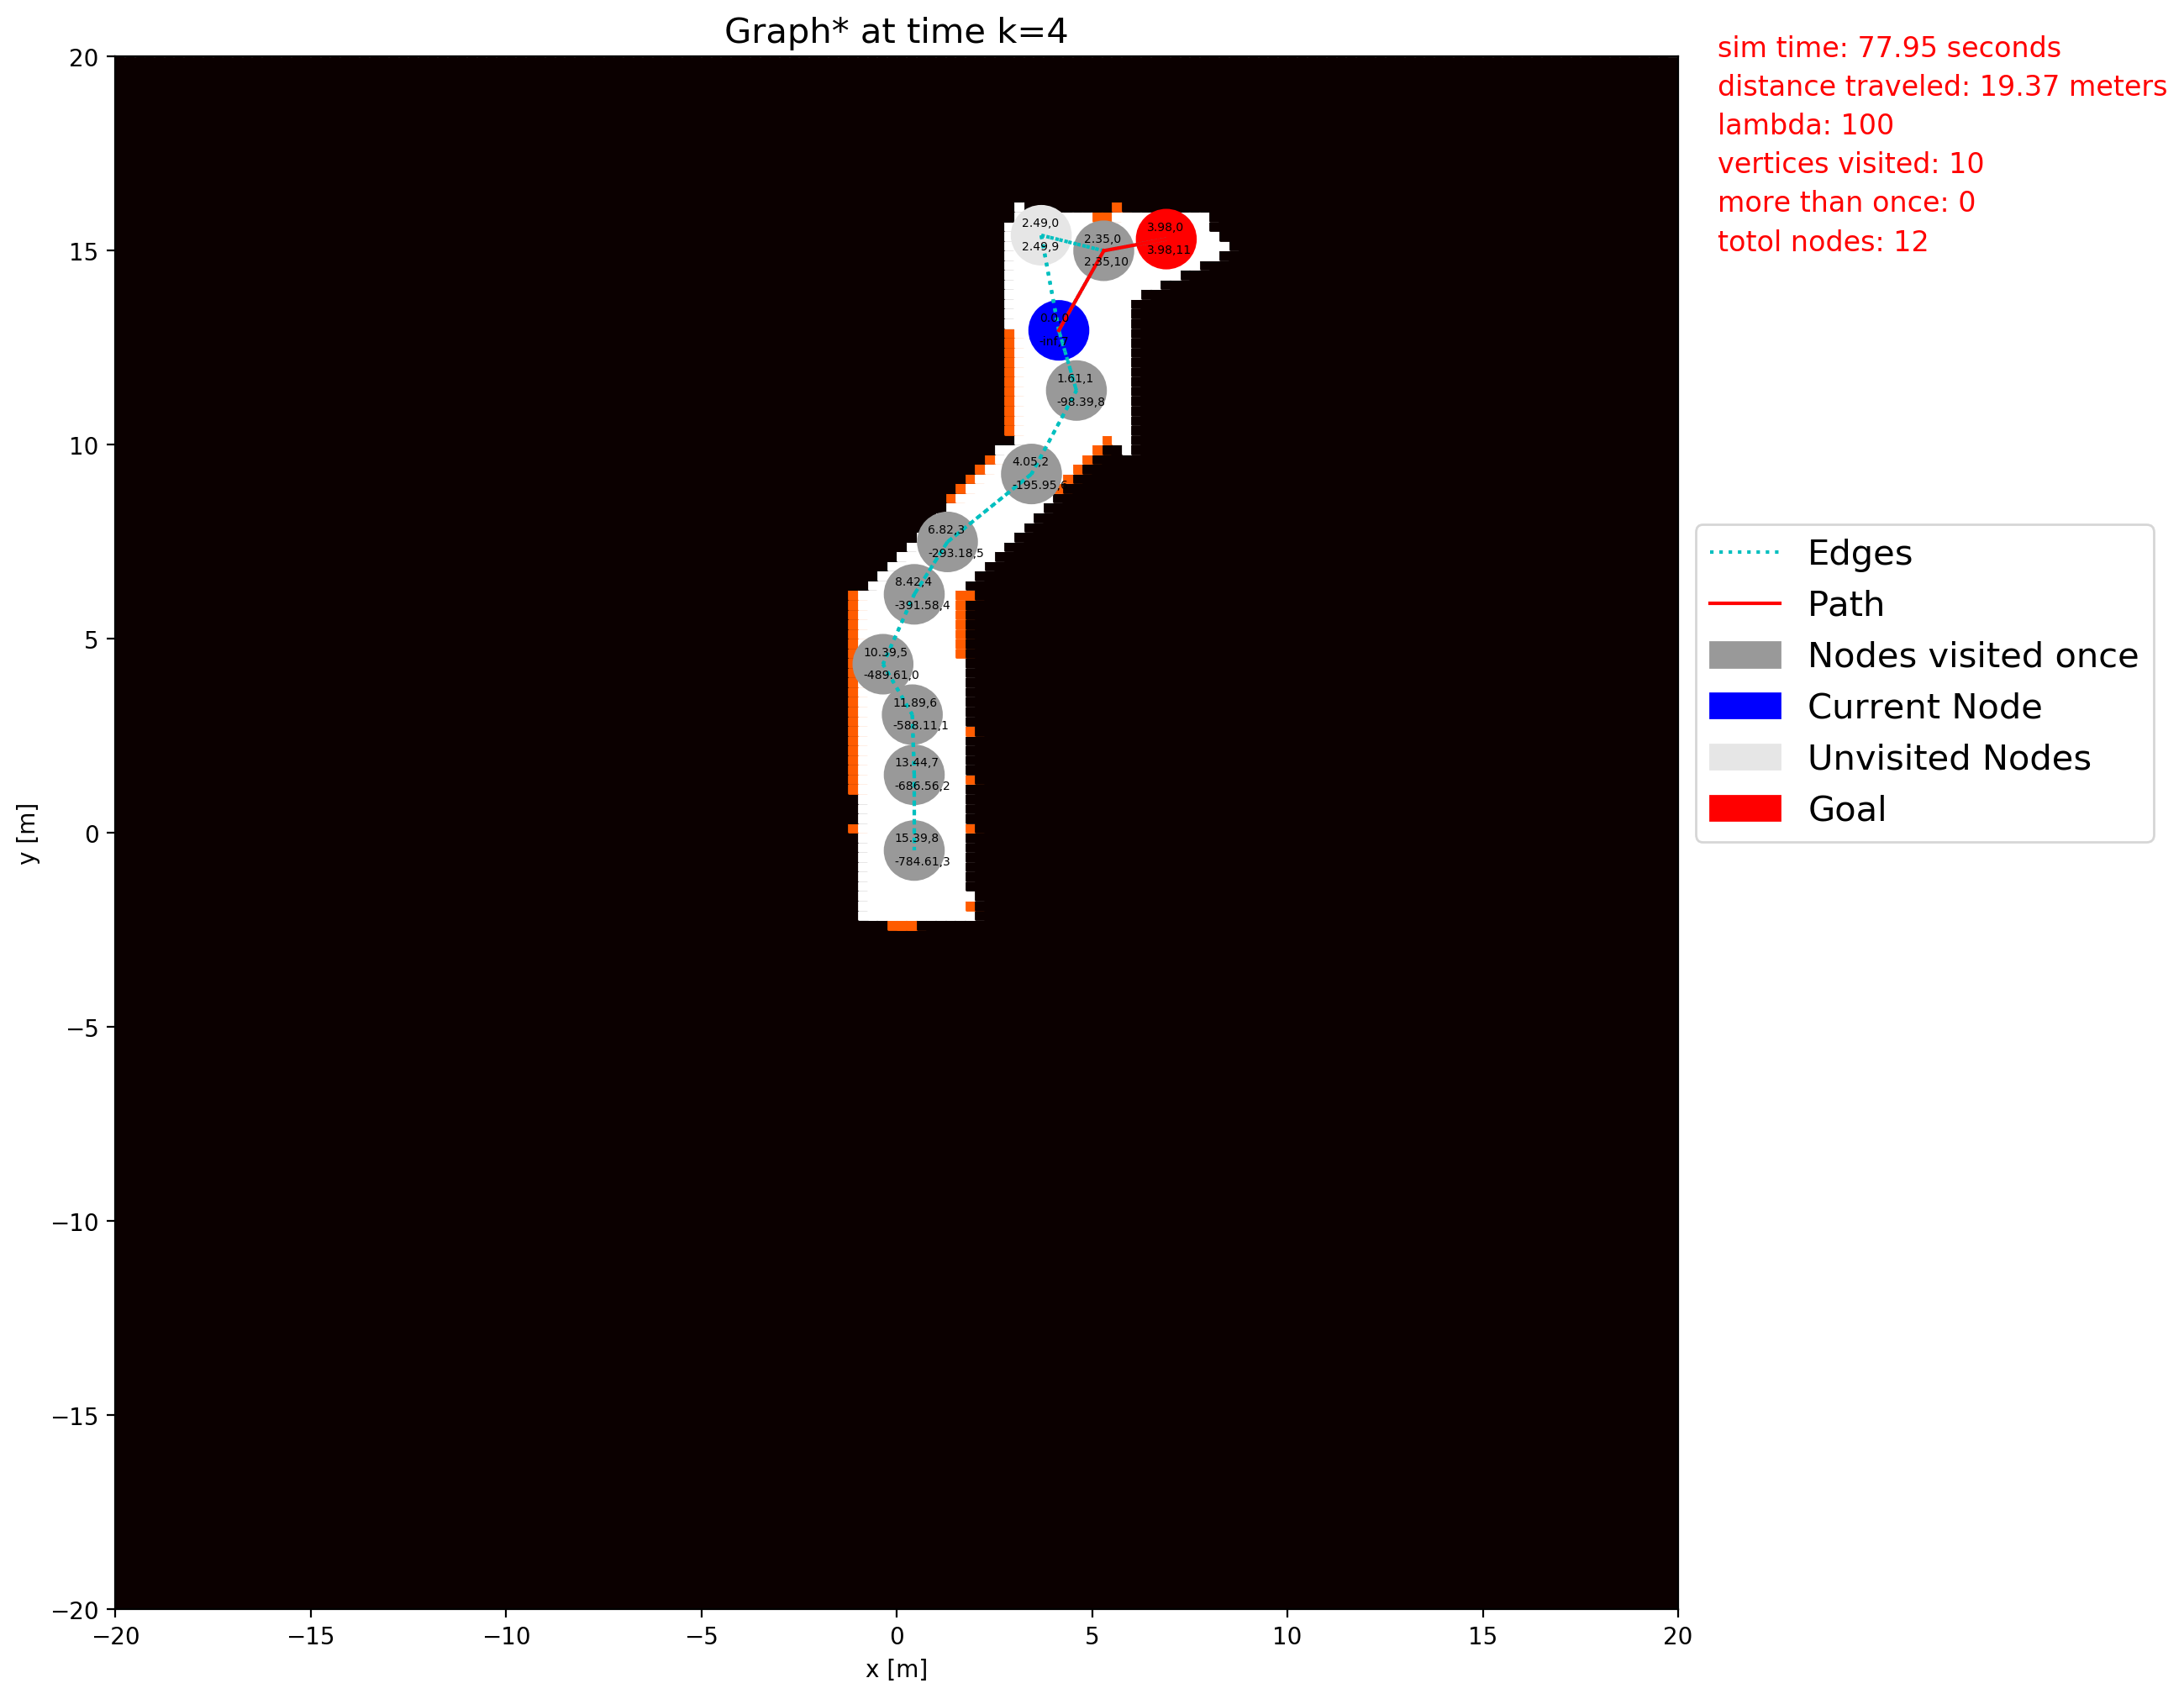 Graph* at time k=4
sim time: 77.95 seconds
distance traveled: 19.37 meters
lambda: 100
vertices visited: 10
more than once: 0
totol nodes: 12
20
15
10
5
0
−5
−10
−15
−20
y [m]
2.49,0
2.49,9
2.35,0
2.35,10
3.98,0
3.98,11
1.61,1
-98.39,8
4.05,2
-195.95,6
6.82,3
-293.18,5
8.42,4
-391.58,4
10.39,5
-489.61,0
11.89,6
-588.11,1
13.44,7
-686.56,2
15.39,8
-784.61,3
Edges
Path
Nodes visited once
Current Node
Unvisited Nodes
Goal
−20 −15 −10 −5 0 5 10 15 20
x [m]